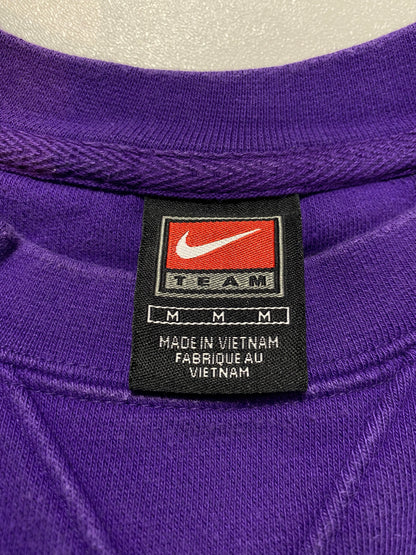 TEAM
M M M
MADE IN VIETNAM
FABRIQUE AU
VIETNAM